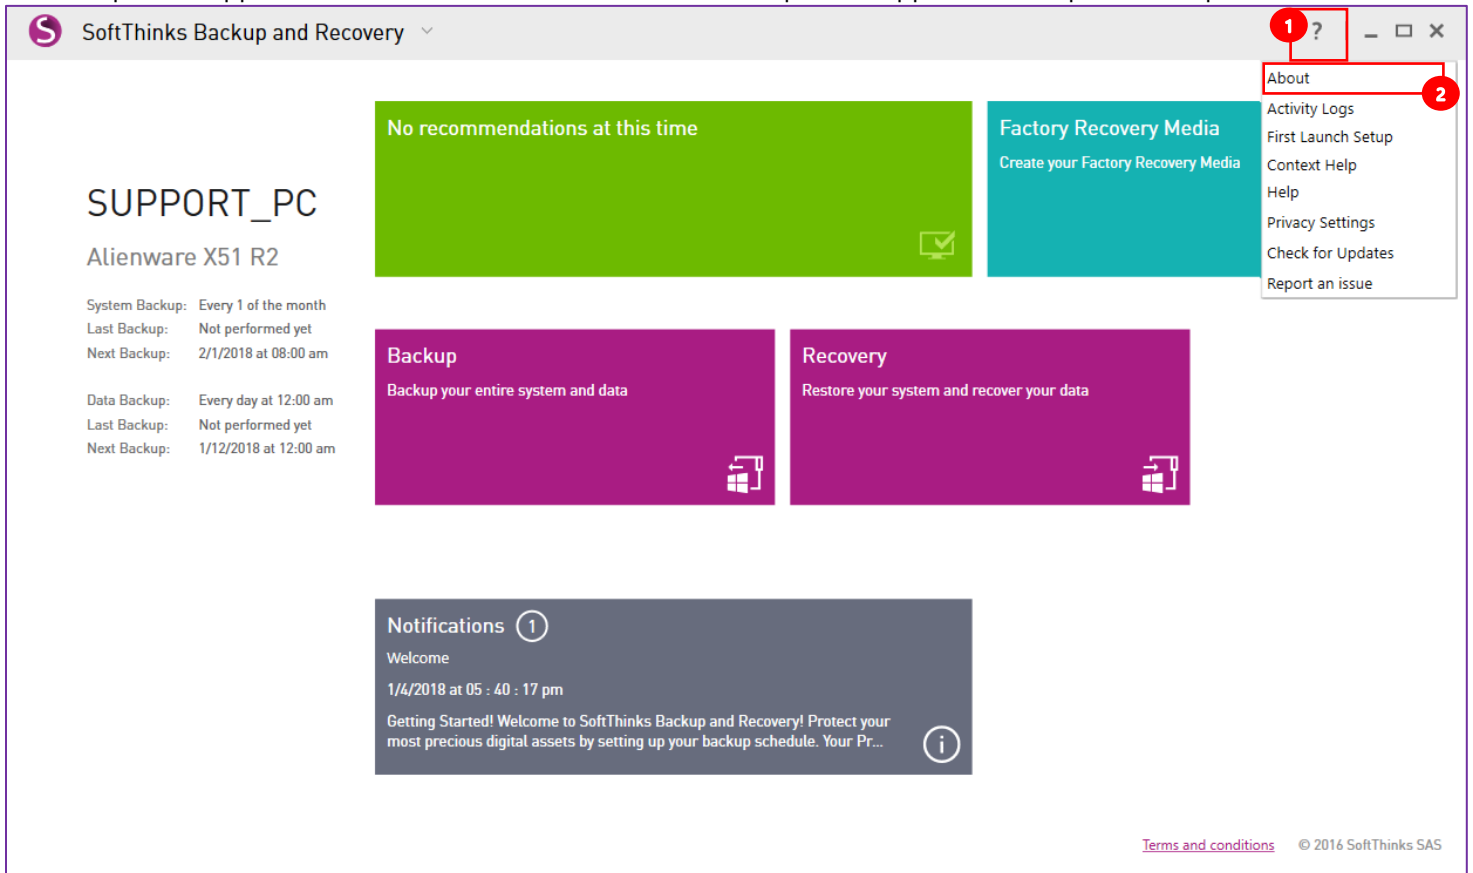 SoftThinks Backup and Recovery
1
?
About
2
Activity Logs
First Launch Setup
Context Help
Help
Privacy Settings
Check for Updates
Report an issue
No recommendations at this time
Factory Recovery Media
Create your Factory Recovery Media
SUPPORT_PC
Alienware X51 R2
System Backup: Every 1 of the month
Last Backup: Not performed yet
Next Backup: 2/1/2018 at 08:00 am
Data Backup: Every day at 12:00 am
Last Backup: Not performed yet
Next Backup: 1/12/2018 at 12:00 am
Backup
Backup your entire system and data
Recovery
Restore your system and recover your data
Notifications 1
Welcome
1/4/2018 at 05 : 40 : 17 pm
Getting Started! Welcome to SoftThinks Backup and Recovery! Protect your
most precious digital assets by setting up your backup schedule. Your Pr...
Terms and conditions © 2016 SoftThinks SAS